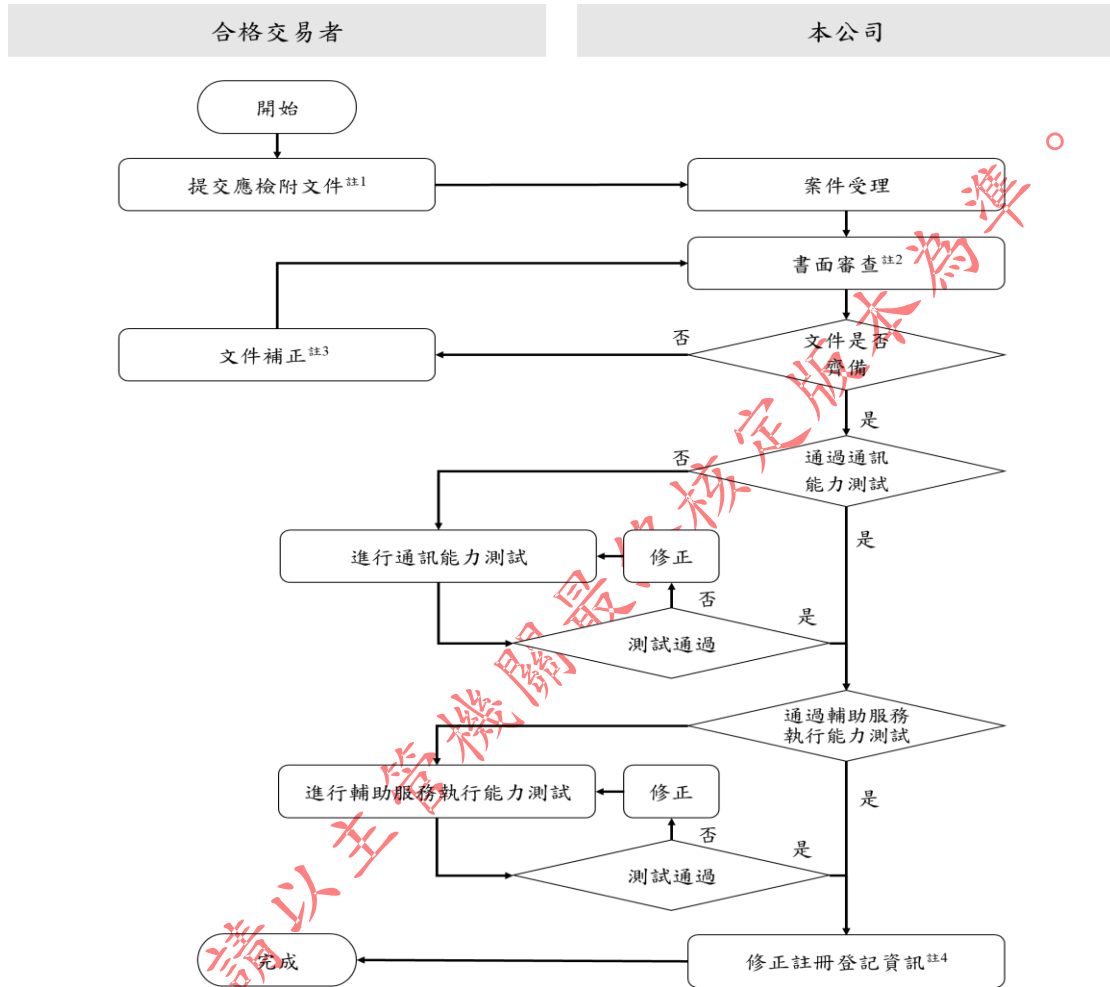 合格交易者
本公司
開始
提交應檢附文件註1
案件受理
書面審查註2
文件補正註3
否
文件是否
齊備
是
否
通過通訊
能力測試
是
進行通訊能力測試
修正
否
是
測試通過
通過輔助服務
執行能力測試
進行輔助服務執行能力測試
修正
是
否
是
測試通過
完成
修正註冊登記資訊註4
請以主管機關最終核定版本為準。